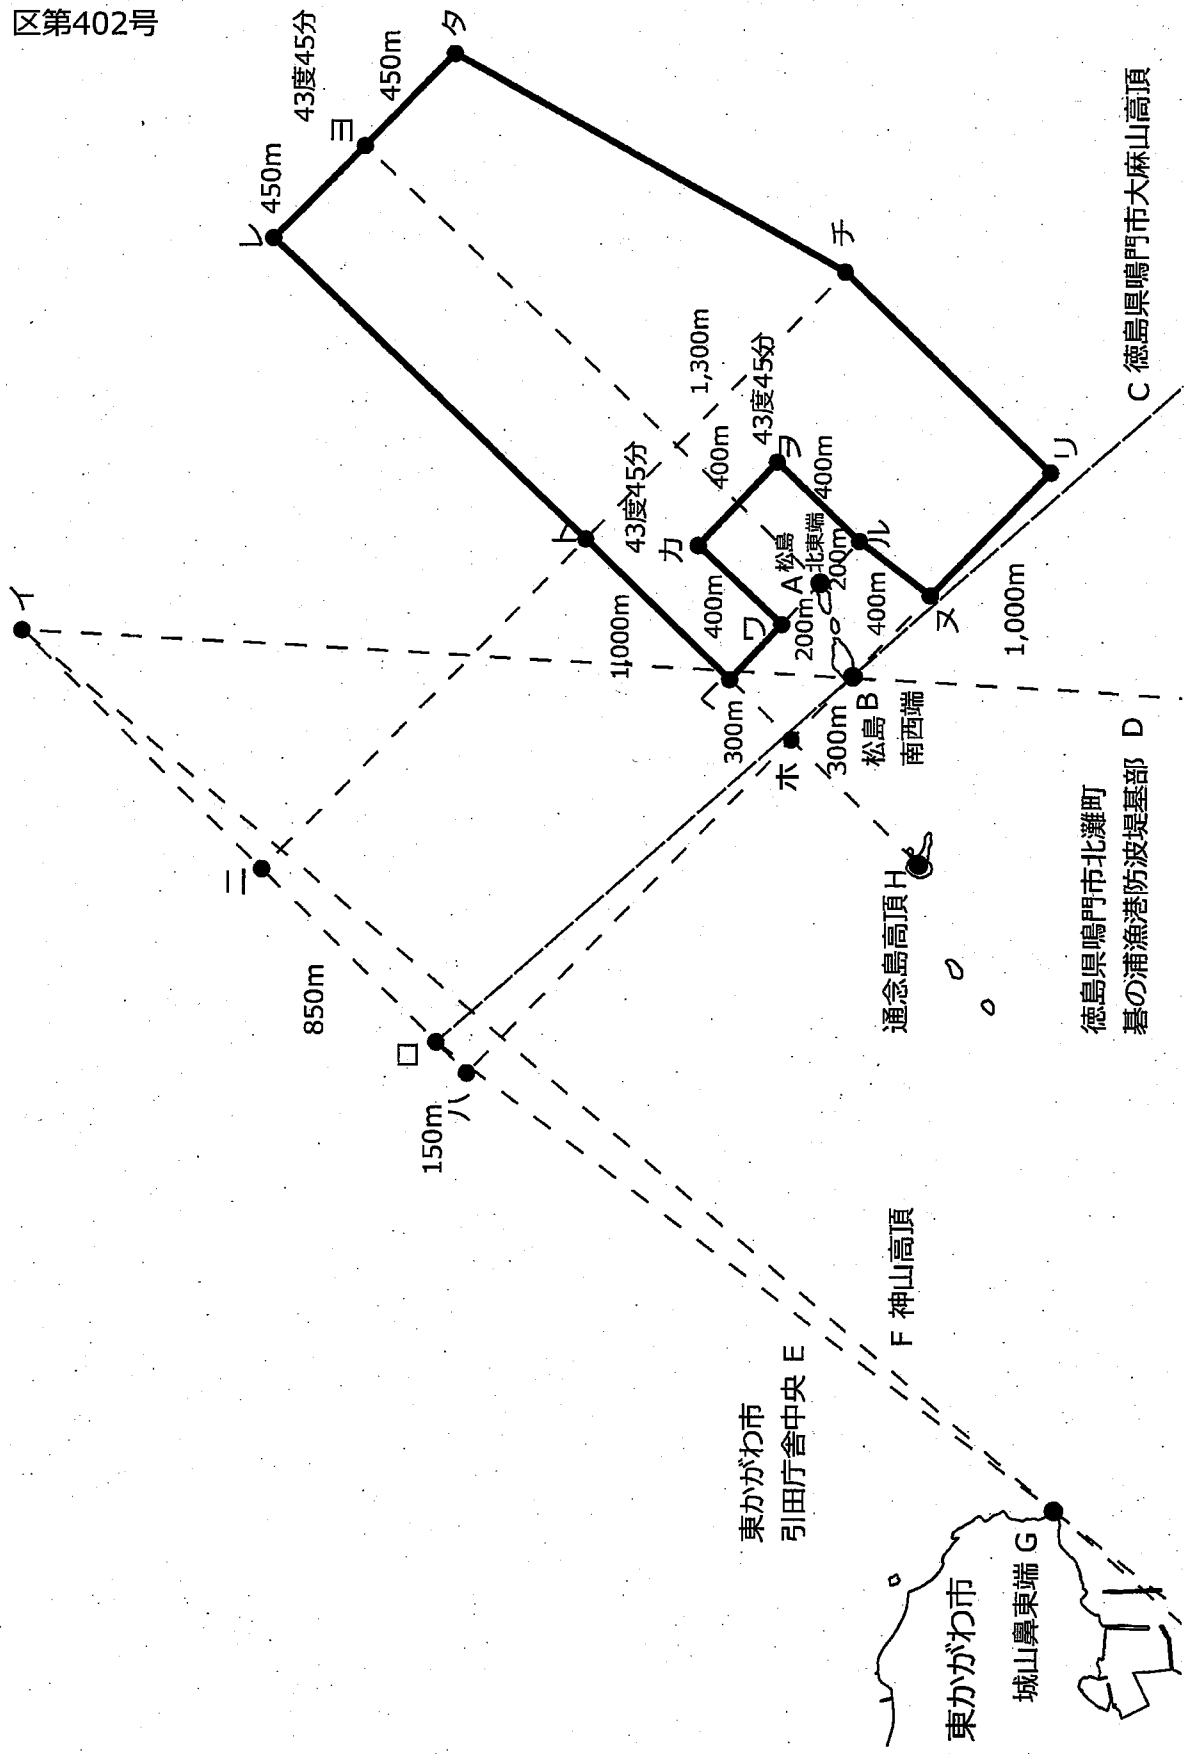 区第402号
イ
ロ
ハ
ニ
ホ
ヘ
ト
チ
リ
ヌ
ル
ヲ
ワ
カ
ヨ
タ
レ
43度45分
450m
450m
850m
150m
1,000m
43度45分
1,300m
400m
43度45分
400m
400m
400m
200m
200m
300m
300m
1,000m
A 松島
北東端
B
松島
南西端
C 徳島県鳴門市大麻山高頂
徳島県鳴門市北灘町
碁の浦漁港防波堤基部 D
東かがわ市
引田庁舎中央 E
F 神山高頂
東かがわ市
城山鼻東端 G
通念島高頂 H